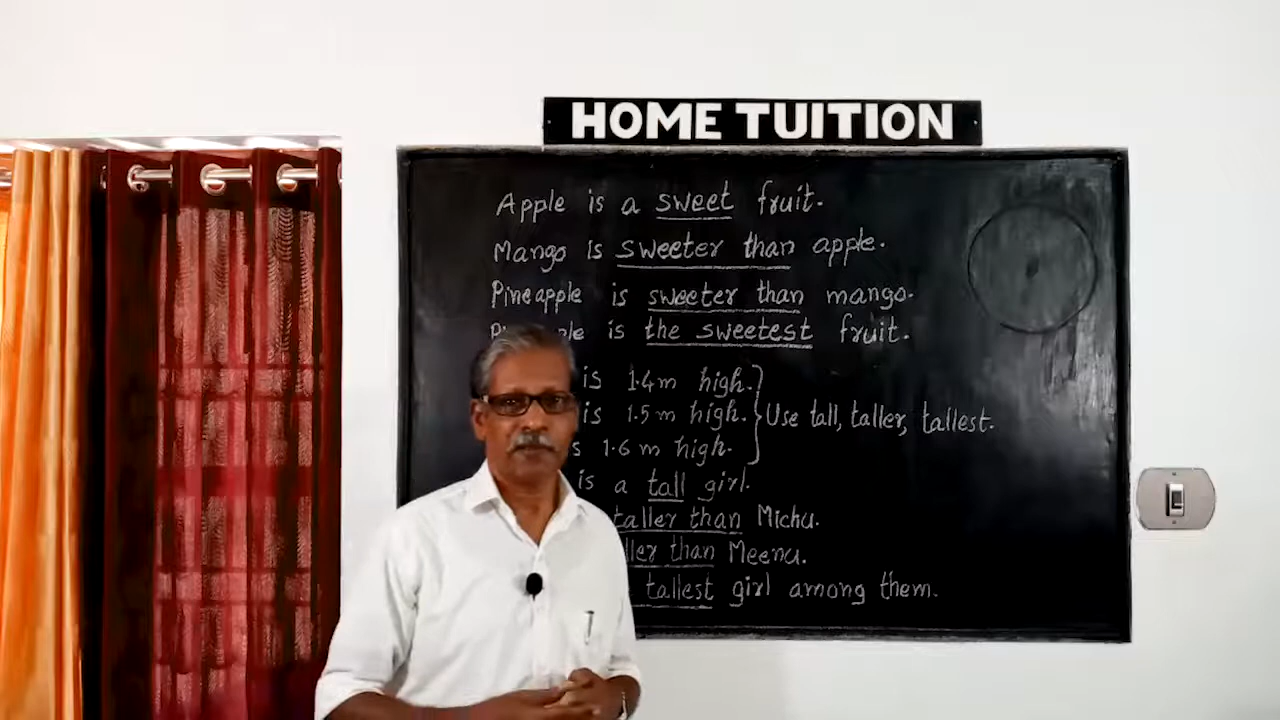 HOME TUITION
Apple is a sweet fruit.
Mango is sweeter than apple.
Pineapple is sweeter than mango.
is the sweetest fruit.
is 1.4m high.
is 1.5m high. Use tall, taller, tallest.
1.6m high.
is a tall girl.
taller than Michu.
than Meenu.
tallest girl among them.